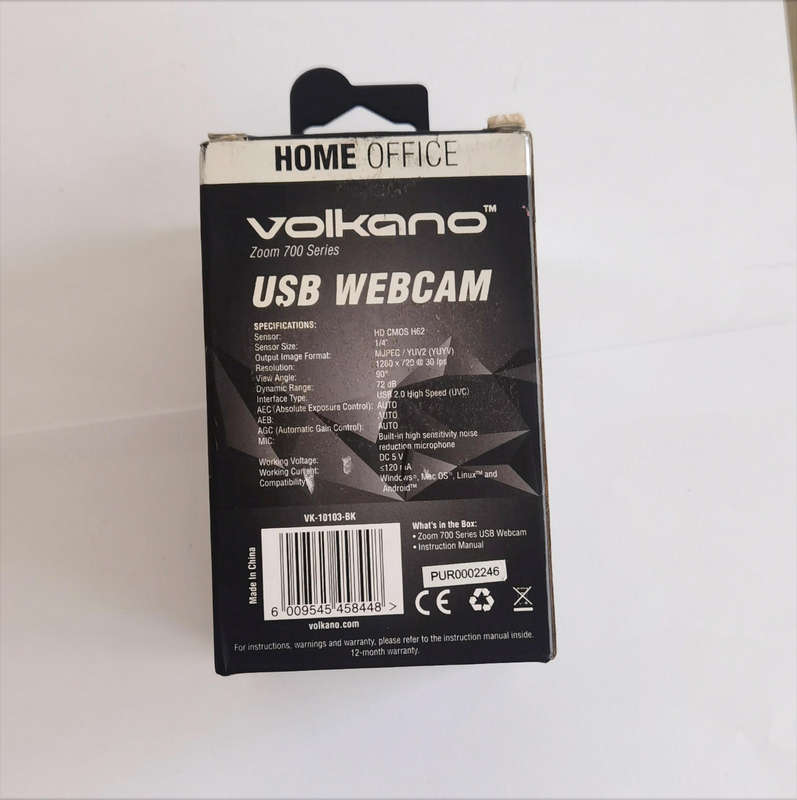 HOME OFFICE
volkano™
Zoom 700 Series
USB WEBCAM
SPECIFICATIONS:
Sensor: HD CMOS H62
Sensor Size: 1/4"
Output Image Format: MJPEG / YUV2 (YUYV)
Resolution: 1280 x 720 @ 30 fps
View Angle: 90°
Dynamic Range: 72 dB
Interface Type: USB 2.0 High Speed (UVC)
AEC (Absolute Exposure Control): AUTO
AEB: AUTO
AGC (Automatic Gain Control): AUTO
MIC: Built-in high sensitivity noise
reduction microphone
Working Voltage: DC 5 V
Working Current: ≤120 mA
Compatibility: Windows®, Mac OS®, Linux™ and
Android™
VK-10103-BK
Made in China
6 009545 458448 >
volkano.com
What's in the Box:
• Zoom 700 Series USB Webcam
• Instruction Manual
PUR0002246
CE
For instructions, warnings and warranty, please refer to the instruction manual inside.
12-month warranty.